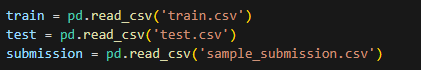 train = pd.read_csv('train.csv')
test = pd.read_csv('test.csv')
submission = pd.read_csv('sample_submission.csv')